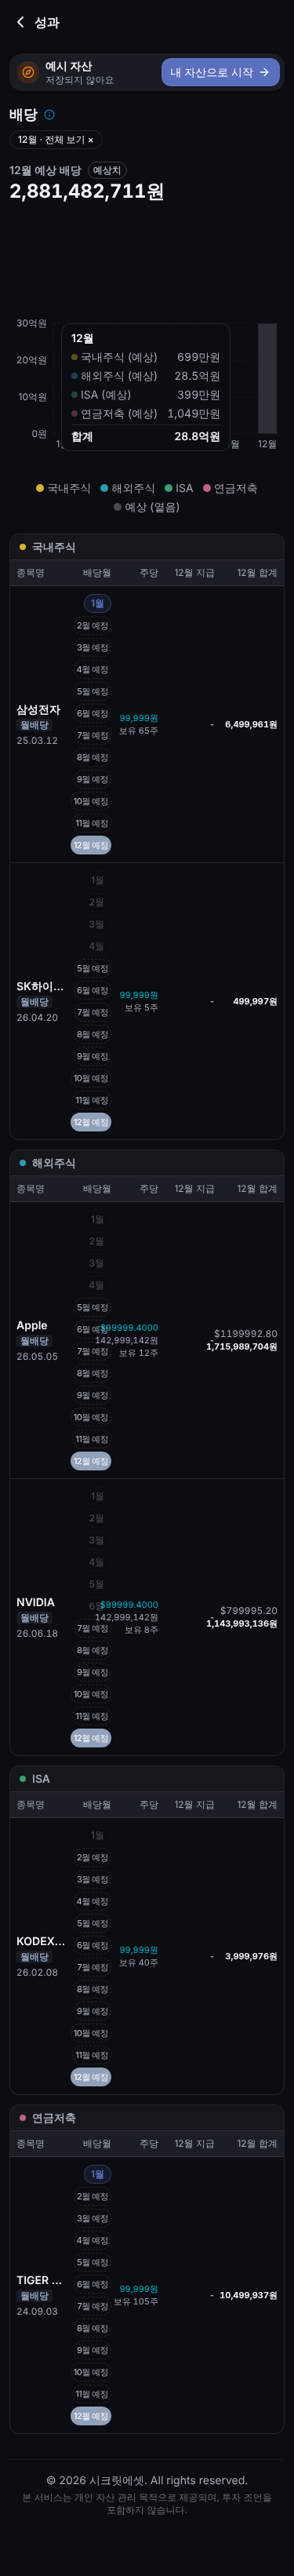 성과
예시 자산
저장되지 않아요
내 자산으로 시작 →
배당
12월 · 전체 보기 ×
12월 예상 배당 예상치
2,881,482,711원
30억원
20억원
10억원
0원
12월
국내주식 (예상) 699만원
해외주식 (예상) 28.5억원
ISA (예상) 399만원
연금저축 (예상) 1,049만원
합계 28.8억원
12월
국내주식 해외주식 ISA 연금저축
예상 (옅음)
국내주식
종목명 배당월 주당 12월 지급 12월 합계
1월
2월 예정
3월 예정
4월 예정
5월 예정
6월 예정
7월 예정
8월 예정
9월 예정
10월 예정
11월 예정
12월 예정
삼성전자
월배당
25.03.12
99,999원
보유 65주
-
6,499,961원
1월
2월
3월
4월
5월 예정
6월 예정
7월 예정
8월 예정
9월 예정
10월 예정
11월 예정
12월 예정
SK하이...
월배당
26.04.20
99,999원
보유 5주
-
499,997원
해외주식
종목명 배당월 주당 12월 지급 12월 합계
1월
2월
3월
4월
5월 예정
6월 예정
7월 예정
8월 예정
9월 예정
10월 예정
11월 예정
12월 예정
Apple
월배당
26.05.05
$99999.4000
142,999,142원
보유 12주
-
$1199992.80
1,715,989,704원
1월
2월
3월
4월
5월
6월
7월 예정
8월 예정
9월 예정
10월 예정
11월 예정
12월 예정
NVIDIA
월배당
26.06.18
$99999.4000
142,999,142원
보유 8주
-
$799995.20
1,143,993,136원
ISA
종목명 배당월 주당 12월 지급 12월 합계
1월
2월 예정
3월 예정
4월 예정
5월 예정
6월 예정
7월 예정
8월 예정
9월 예정
10월 예정
11월 예정
12월 예정
KODEX...
월배당
26.02.08
99,999원
보유 40주
-
3,999,976원
연금저축
종목명 배당월 주당 12월 지급 12월 합계
1월
2월 예정
3월 예정
4월 예정
5월 예정
6월 예정
7월 예정
8월 예정
9월 예정
10월 예정
11월 예정
12월 예정
TIGER ...
월배당
24.09.03
99,999원
보유 105주
-
10,499,937원
© 2026 시크릿에셋. All rights reserved.
본 서비스는 개인 자산 관리 목적으로 제공되며, 투자 조언을
포함하지 않습니다.